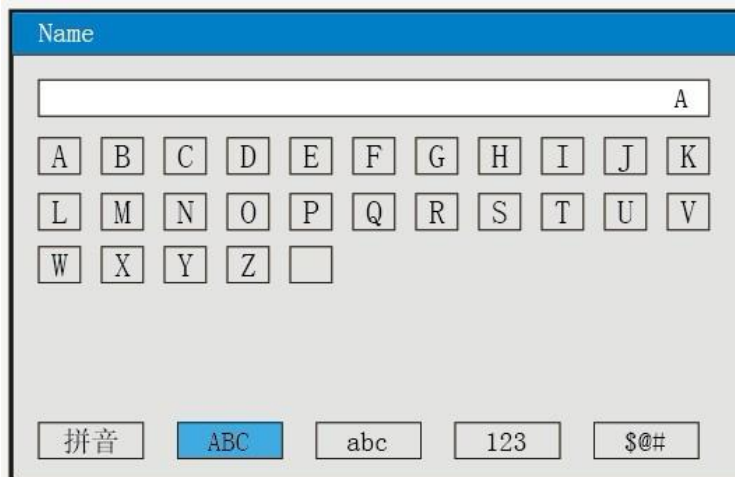 Name
A
A B C D E F G H I J K
L M N O P Q R S T U V
W X Y Z
拼音 ABC abc 123 $@#